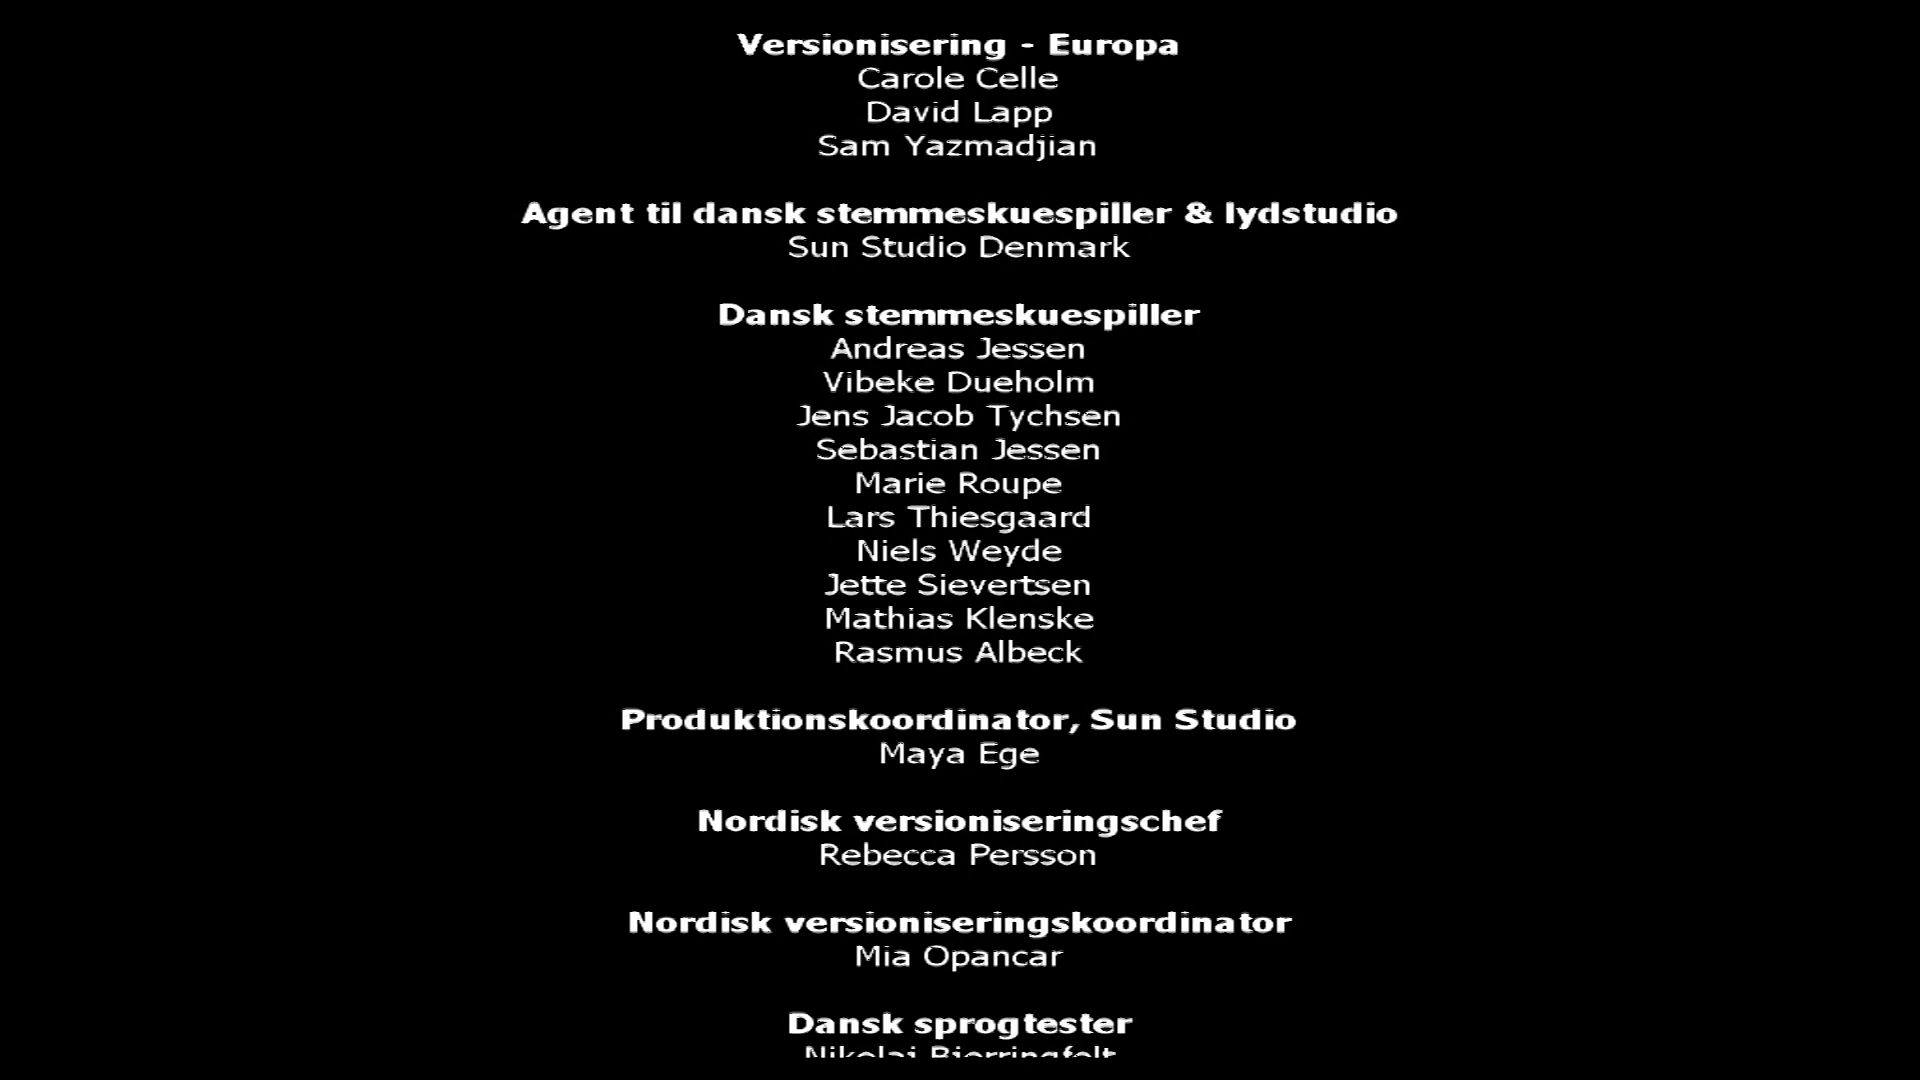 Versionisering - Europa
Carole Celle
David Lapp
Sam Yazmadjian
Agent til dansk stemmeskuespiller & lydstudio
Sun Studio Denmark
Dansk stemmeskuespiller
Andreas Jessen
Vibeke Dueholm
Jens Jacob Tychsen
Sebastian Jessen
Marie Roupe
Lars Thiesgaard
Niels Weyde
Jette Sievertsen
Mathias Klenske
Rasmus Albeck
Produktionskoordinator, Sun Studio
Maya Ege
Nordisk versioniseringschef
Rebecca Persson
Nordisk versioniseringskoordinator
Mia Opancar
Dansk sprogtester
Nikolaj